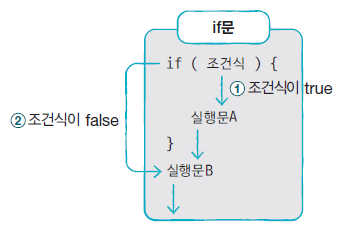 if문
if ( 조건식 ) {
① 조건식이 true
② 조건식이 false
실행문A
}
실행문B